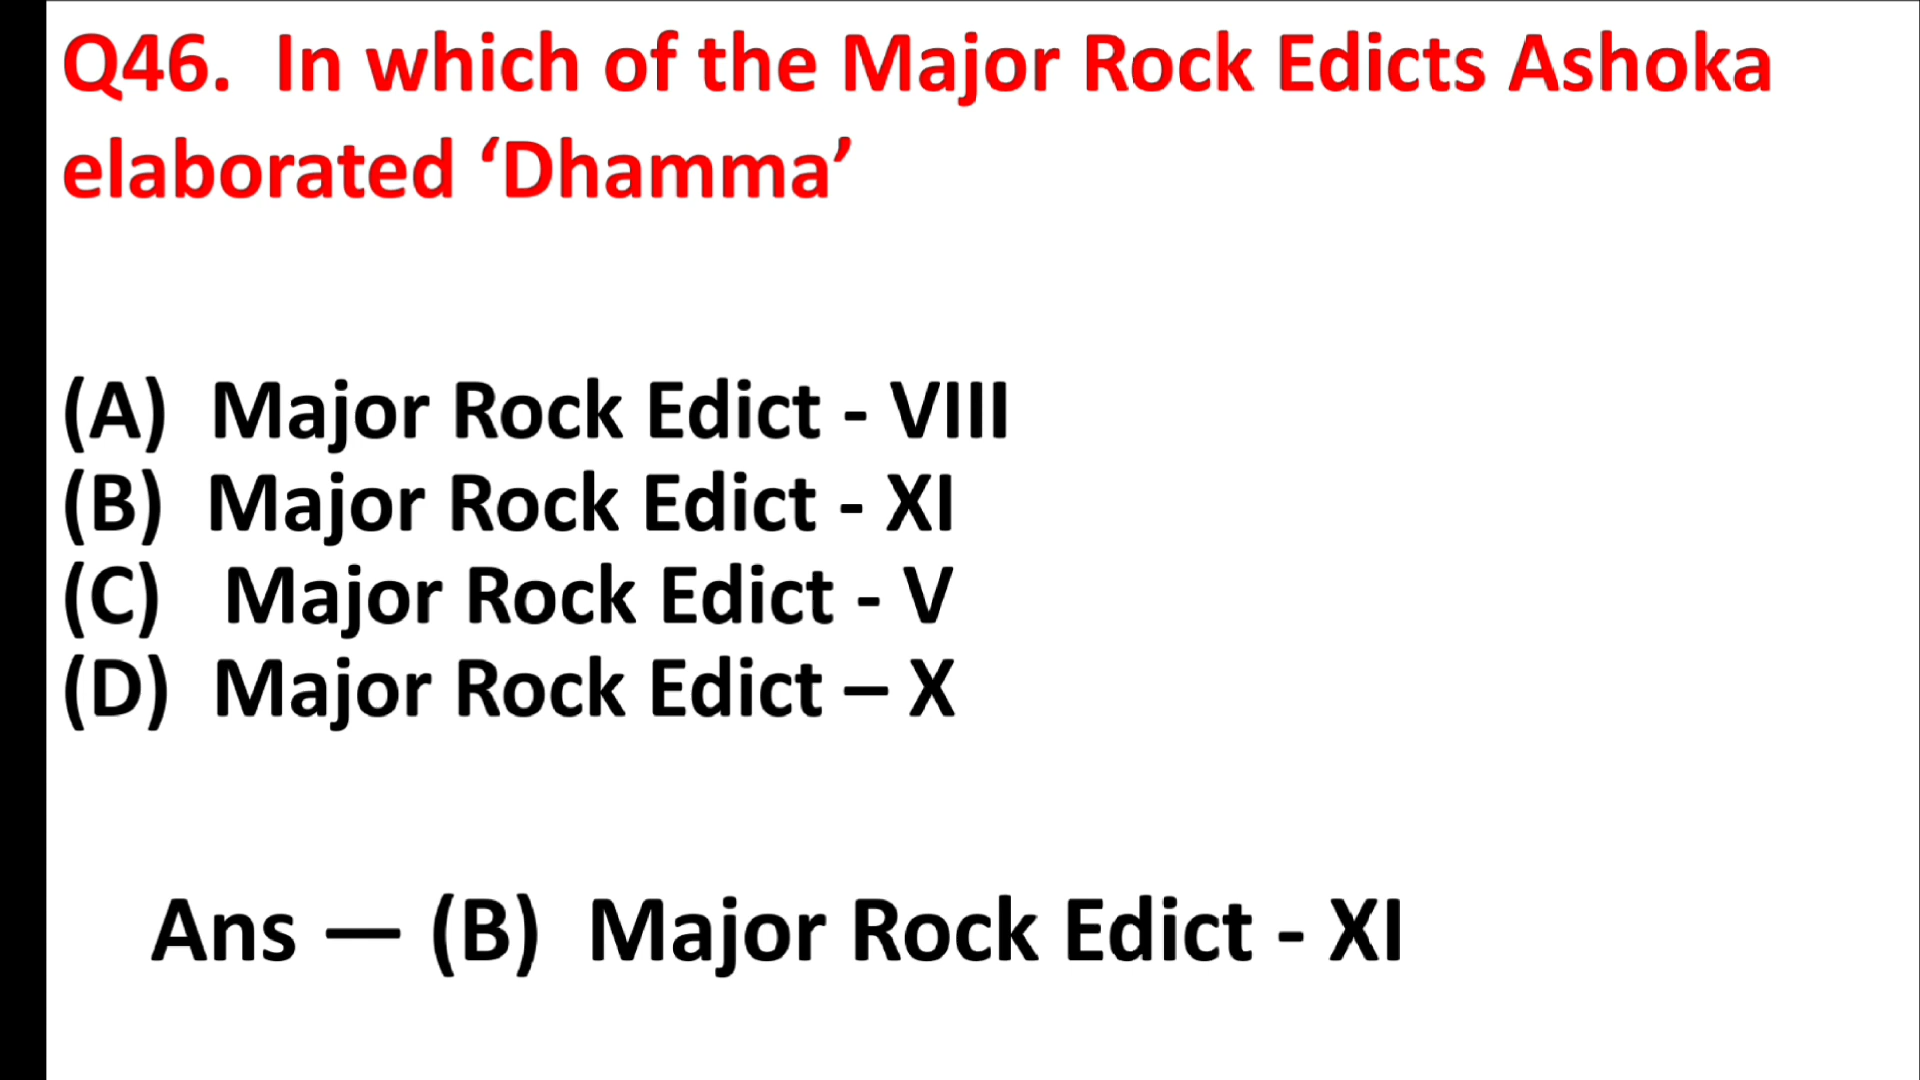 Q46. In which of the Major Rock Edicts Ashoka
elaborated ‘Dhamma’
(A) Major Rock Edict - VIII
(B) Major Rock Edict - XI
(C) Major Rock Edict - V
(D) Major Rock Edict – X
Ans — (B) Major Rock Edict - XI